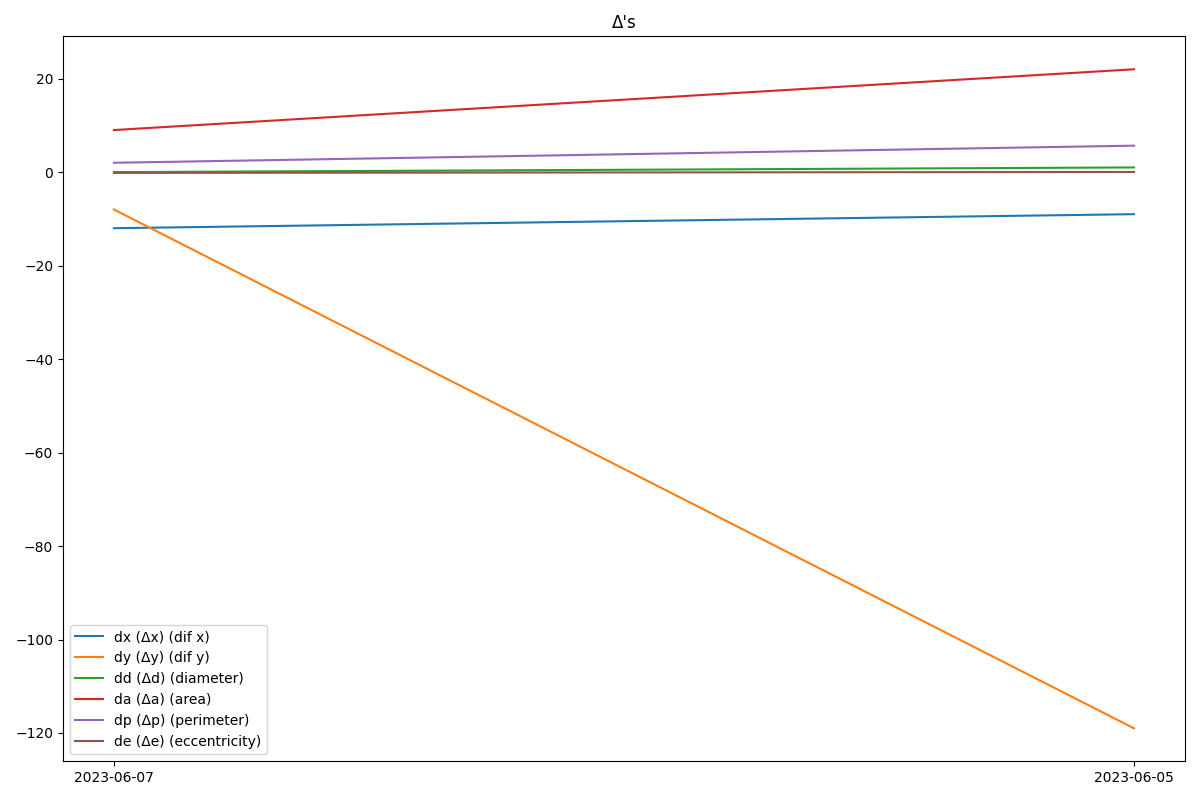 Δ's
20
0
−20
−40
−60
−80
−100
−120
dx (Δx) (dif x)
dy (Δy) (dif y)
dd (Δd) (diameter)
da (Δa) (area)
dp (Δp) (perimeter)
de (Δe) (eccentricity)
2023-06-07 2023-06-05